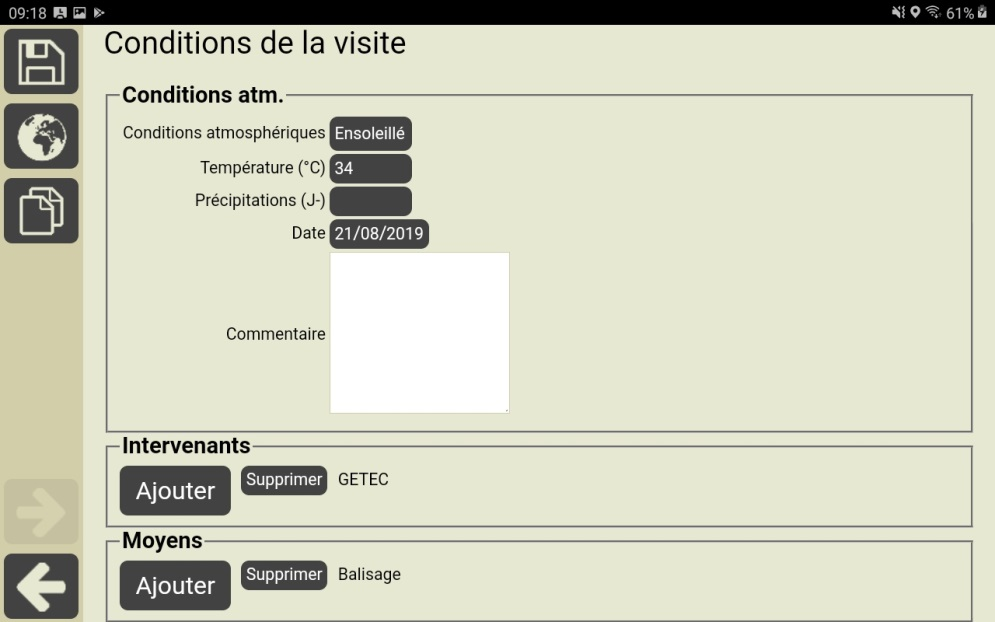 09:18 61%
Conditions de la visite
Conditions atm.
Conditions atmosphériques Ensoleillé
Température (°C) 34
Précipitations (J-)
Date 21/08/2019
Commentaire
Intervenants
Ajouter Supprimer GETEC
Moyens
Ajouter Supprimer Balisage